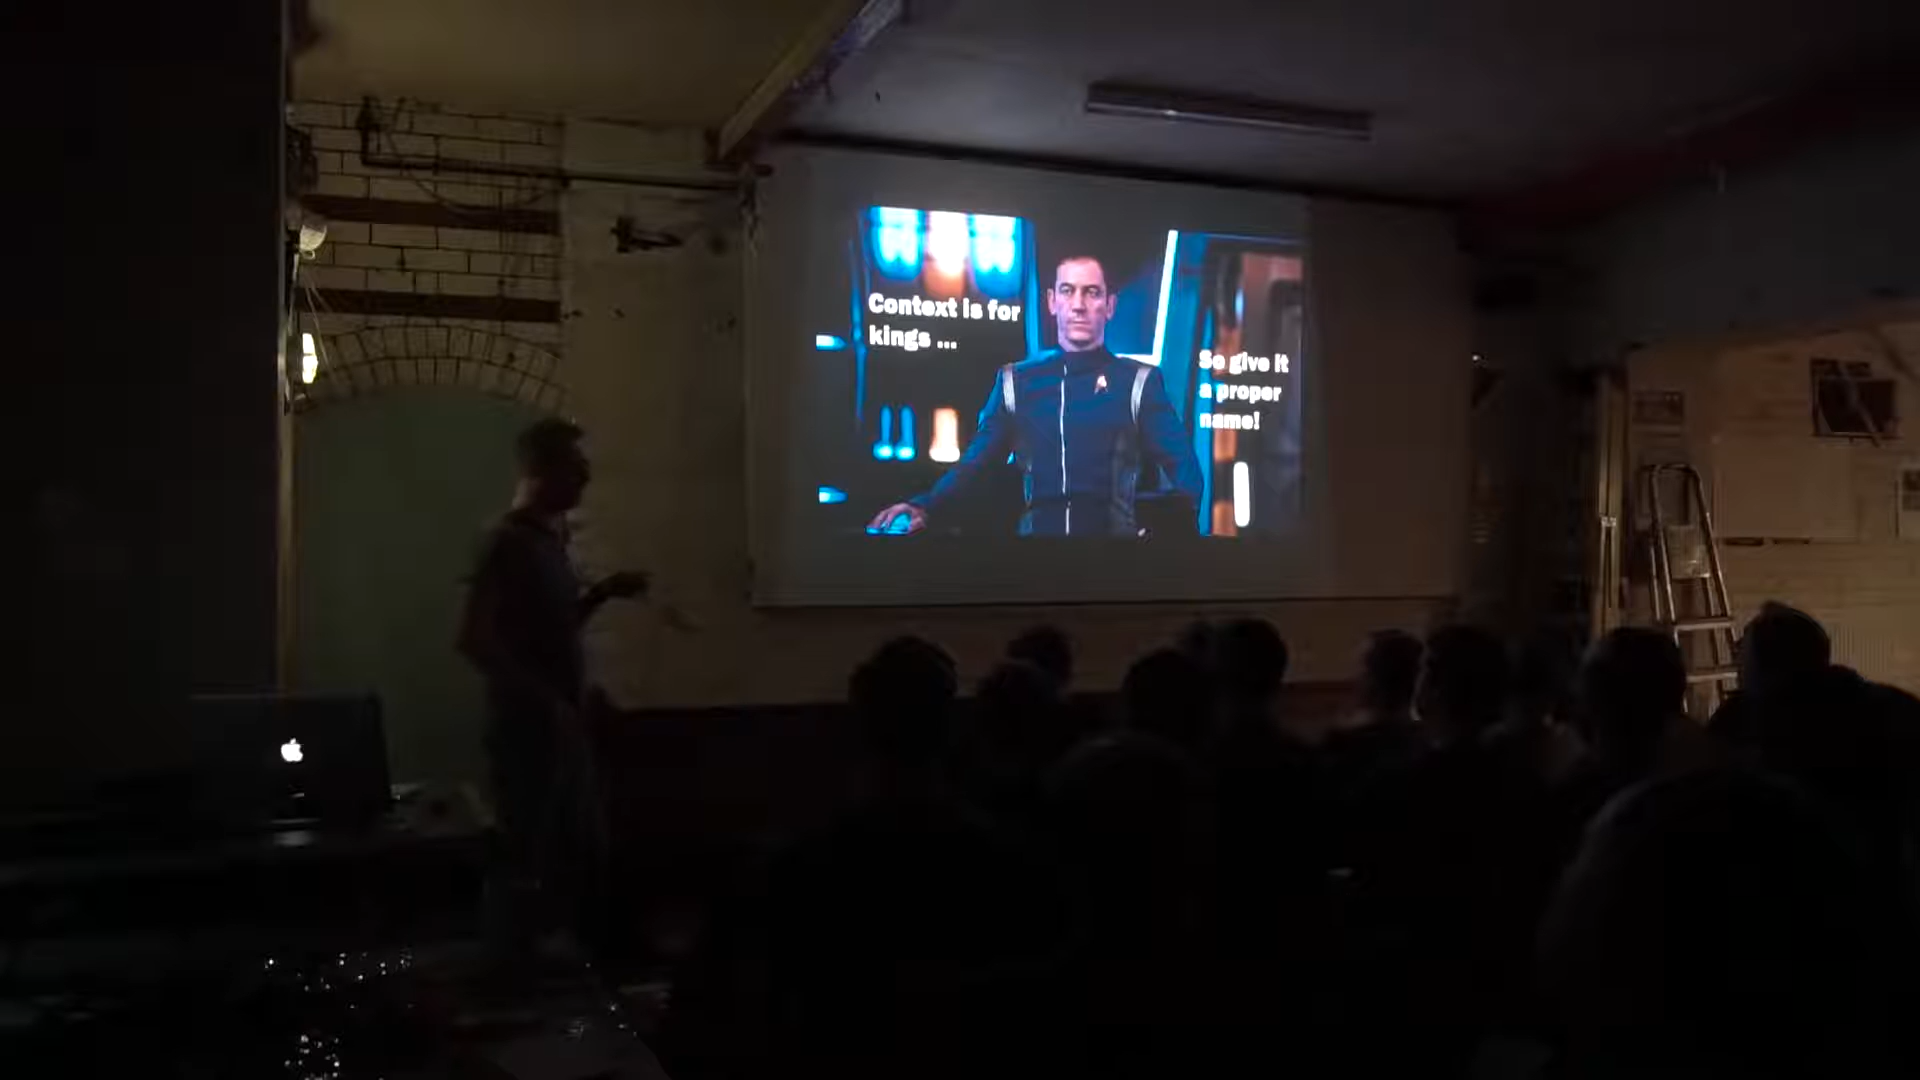 Context is for
kings ...
So give it
a proper
name!